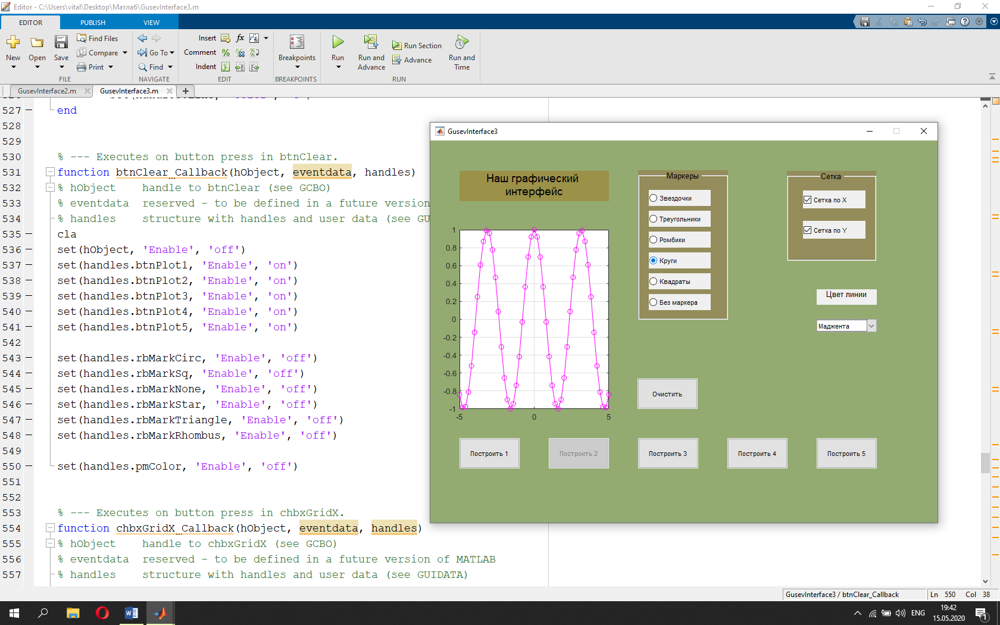 Editor - C:\Users\vital\Desktop\Матлаб\GusevInterface3.m
EDITOR
PUBLISH
VIEW
New
Open
Save
Find Files
Compare
Print
FILE
Go To
Find
NAVIGATE
Insert
Comment
Indent
EDIT
Breakpoints
BREAKPOINTS
Run
Run and
Advance
Run Section
Advance
Run and
Time
RUN
GusevInterface2.m
GusevInterface3.m
527 end
528
529
530 % --- Executes on button press in btnClear.
531 function btnClear_Callback(hObject, eventdata, handles)
532 % hObject    handle to btnClear (see GCBO)
533 % eventdata  reserved - to be defined in a future version
534 % handles    structure with handles and user data (see GU
535 cla
536 set(hObject, 'Enable', 'off')
537 set(handles.btnPlot1, 'Enable', 'on')
538 set(handles.btnPlot2, 'Enable', 'on')
539 set(handles.btnPlot3, 'Enable', 'on')
540 set(handles.btnPlot4, 'Enable', 'on')
541 set(handles.btnPlot5, 'Enable', 'on')
542
543 set(handles.rbMarkCirc, 'Enable', 'off')
544 set(handles.rbMarkSq, 'Enable', 'off')
545 set(handles.rbMarkNone, 'Enable', 'off')
546 set(handles.rbMarkStar, 'Enable', 'off')
547 set(handles.rbMarkTriangle, 'Enable', 'off')
548 set(handles.rbMarkRhombus, 'Enable', 'off')
549
550 set(handles.pmColor, 'Enable', 'off')
551
552
553 % --- Executes on button press in chbxGridX.
554 function chbxGridX_Callback(hObject, eventdata, handles)
555 % hObject    handle to chbxGridX (see GCBO)
556 % eventdata  reserved - to be defined in a future version of MATLAB
557 % handles    structure with handles and user data (see GUIDATA)
GusevInterface3
Наш графический
интерфейс
Маркеры
Звездочки
Треугольники
Ромбики
Круги
Квадраты
Без маркера
Сетка
Сетка по X
Сетка по Y
Цвет линии
Маджента
1
0.8
0.6
0.4
0.2
0
-0.2
-0.4
-0.6
-0.8
-1
-5
0
5
Очистить
Построить 1
Построить 2
Построить 3
Построить 4
Построить 5
GusevInterface3 / btnClear_Callback
Ln 550 Col 38
ENG
19:42
15.05.2020
1